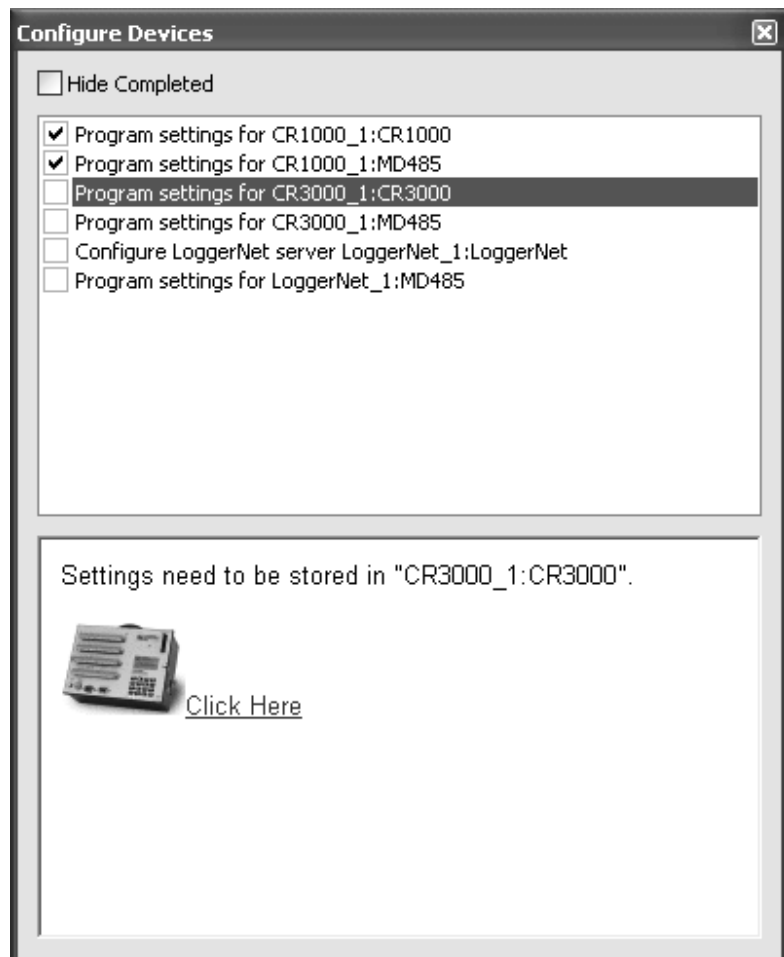 Configure Devices
Hide Completed
Program settings for CR1000_1:CR1000
Program settings for CR1000_1:MD485
Program settings for CR3000_1:CR3000
Program settings for CR3000_1:MD485
Configure LoggerNet server LoggerNet_1:LoggerNet
Program settings for LoggerNet_1:MD485
Settings need to be stored in "CR3000_1:CR3000".
Click Here